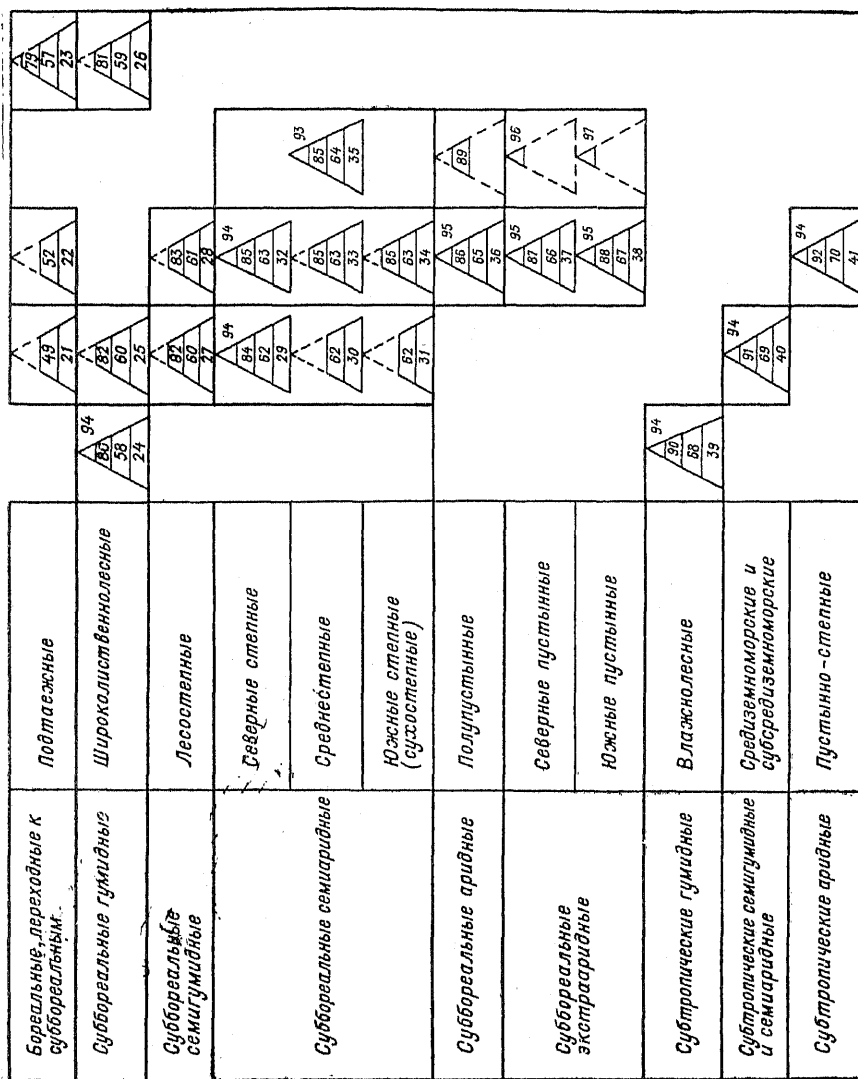 Бореальные, переходные к
суббореальным
Подтаежные
49
21
52
22
79
57
23
Суббореальные гумидные
Широколиственнолесные
94
80
58
24
82
60
25
81
59
26
Суббореальные
семигумидные
Лесостепные
82
60
27
83
61
28
Суббореальные семиаридные
Северные степные
94
84
62
29
94
85
63
32
Среднестепные
62
30
85
63
33
93
85
64
35
Южные степные
(сухостепные)
62
31
85
63
34
Суббореальные аридные
Полупустынные
95
86
65
36
89
Суббореальные
экстрааридные
Северные пустынные
95
87
66
37
96
Южные пустынные
95
88
67
38
97
Субтропические гумидные
Влажнолесные
94
90
68
39
Субтропические семигумидные
и семиаридные
Средиземноморские и
субсредиземноморские
94
91
69
40
Субтропические аридные
Пустынно-степные
94
92
70
41